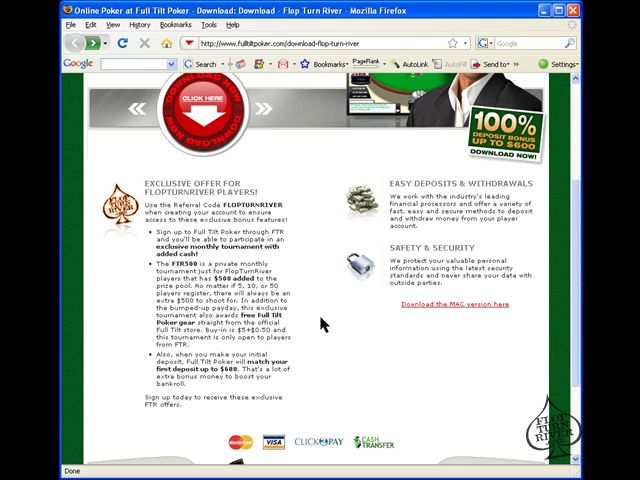 Online Poker at Full Tilt Poker - Download: Download - Flop Turn River - Mozilla Firefox
File Edit View History Bookmarks Tools Help
http://www.fulltiltpoker.com/download-flop-turn-river
Google
Google
Search
Bookmarks
PageRank
AutoLink
AutoFill
Send to
Settings
DOWNLOAD NOW
CLICK HERE
DOWNLOAD NOW
100%
DEPOSIT BONUS
UP TO $600
DOWNLOAD NOW!
FLOP
TURN
RIVER
EXCLUSIVE OFFER FOR
FLOPTURNRIVER PLAYERS!
Use the Referral Code FLOPTURNRIVER
when creating your account to ensure
access to these exclusive bonus features!
Sign up to Full Tilt Poker through FTR
and you'll be able to participate in an
exclusive monthly tournament with
added cash!
The FTR500 is a private monthly
tournament just for FlopTurnRiver
players that has $500 added to the
prize pool. No matter if 5, 10, or 50
players register, there will always be an
extra $500 to shoot for. In addition to
the bumped-up payday, this exclusive
tournament also awards free Full Tilt
Poker gear straight from the official
Full Tilt store. Buy-in is $5+$0.50 and
this tournament is only open to players
from FTR.
Also, when you make your initial
deposit, Full Tilt Poker will match your
first deposit up to $600. That's a lot of
extra bonus money to boost your
bankroll.
Sign up today to receive these exclusive
FTR offers.
EASY DEPOSITS & WITHDRAWALS
We work with the industry's leading
financial processors and offer a variety of
fast, easy and secure methods to deposit
and withdraw money from your player
account.
SAFETY & SECURITY
We protect your valuable personal
information using the latest security
standards and never share your data with
outside parties.
Download the MAC version here
MasterCard
VISA
CLICK2PAY
CASH
TRANSFER
FLOP
TURN
RIVER
.com
Done